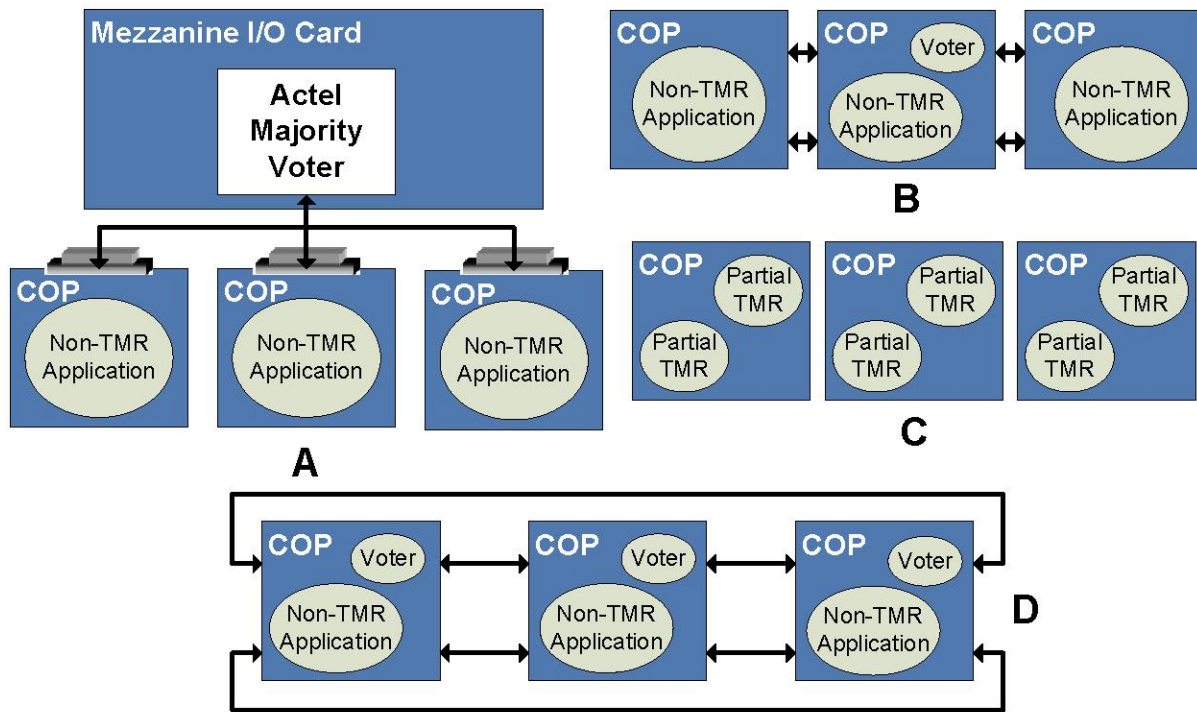 Mezzanine I/O Card
Actel
Majority
Voter
COP
Non-TMR
Application
COP
Non-TMR
Application
COP
Non-TMR
Application
A
COP
Non-TMR
Application
COP
Voter
Non-TMR
Application
COP
Non-TMR
Application
B
COP
Partial
TMR
Partial
TMR
COP
Partial
TMR
Partial
TMR
COP
Partial
TMR
Partial
TMR
C
COP
Voter
Non-TMR
Application
COP
Voter
Non-TMR
Application
COP
Voter
Non-TMR
Application
D